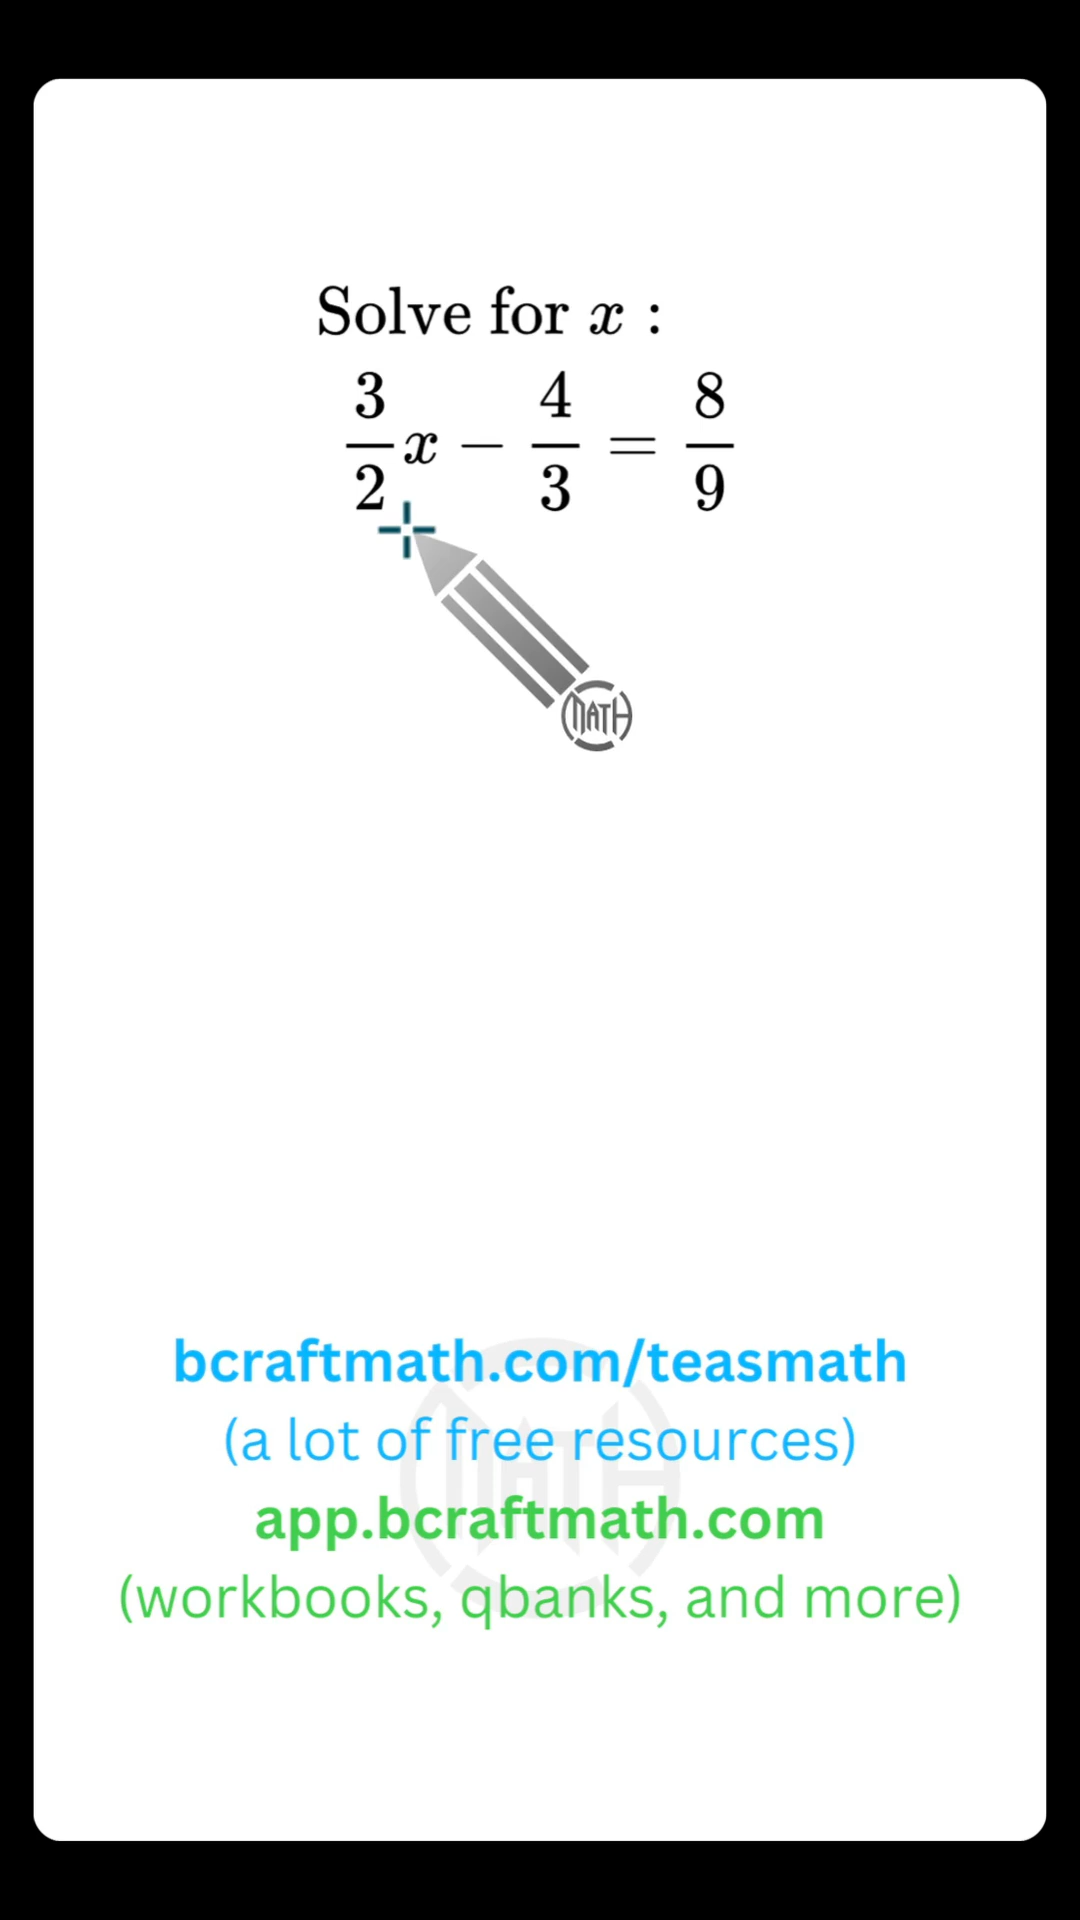 Solve for x :
3/2 x − 4/3 = 8/9
MATH
bcraftmath.com/teasmath
(a lot of free resources)
app.bcraftmath.com
(workbooks, qbanks, and more)
MATH